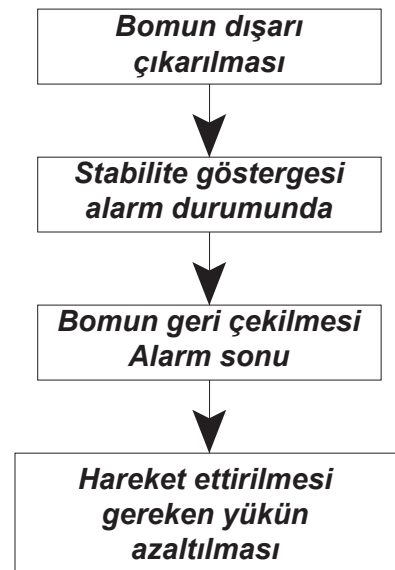 Bomun dışarı
çıkarılması
Stabilite göstergesi
alarm durumunda
Bomun geri çekilmesi
Alarm sonu
Hareket ettirilmesi
gereken yükün
azaltılması